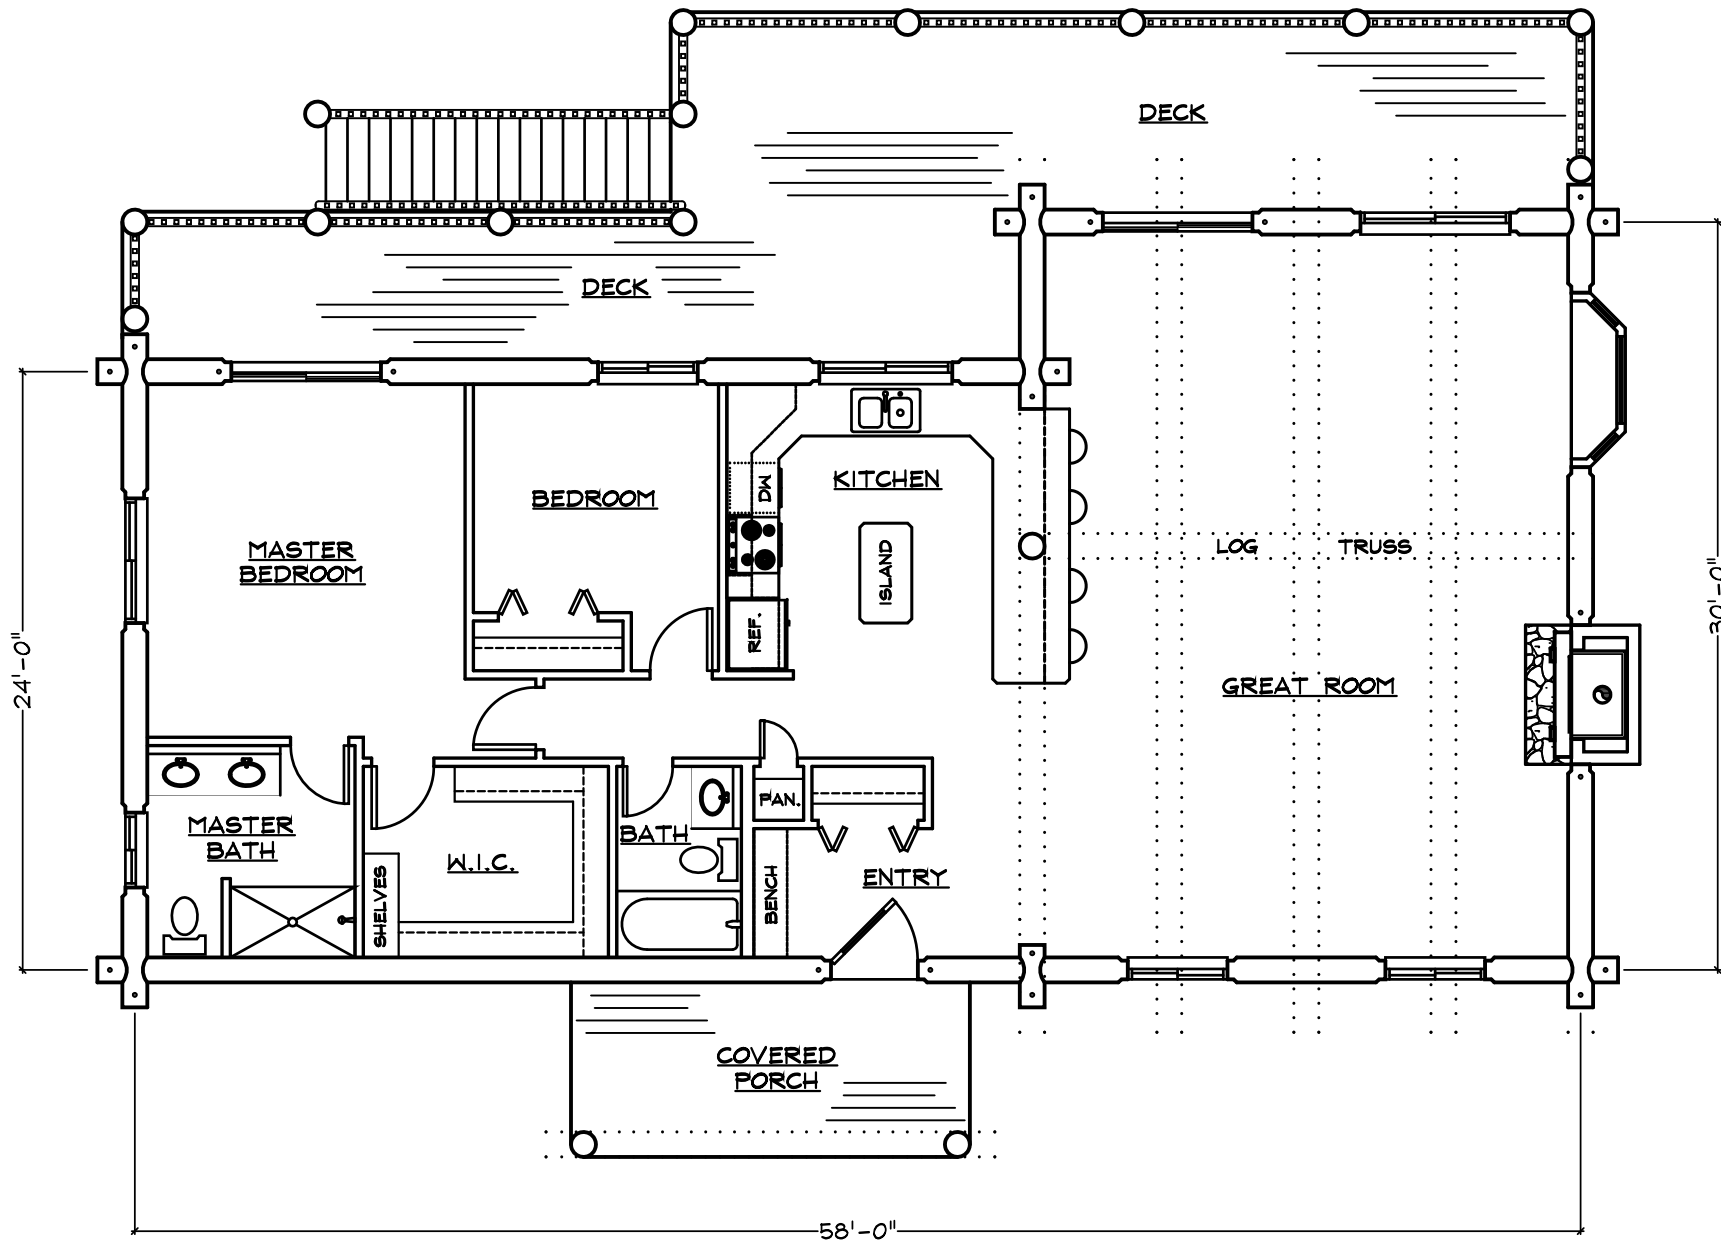 DECK
DECK
KITCHEN
DW
BEDROOM
MASTER
BEDROOM
ISLAND
LOG TRUSS
REF.
24'-0"
30'-0"
GREAT ROOM
PAN.
MASTER
BATH
BATH
W.I.C.
SHELVES
BENCH
ENTRY
COVERED
PORCH
58'-0"